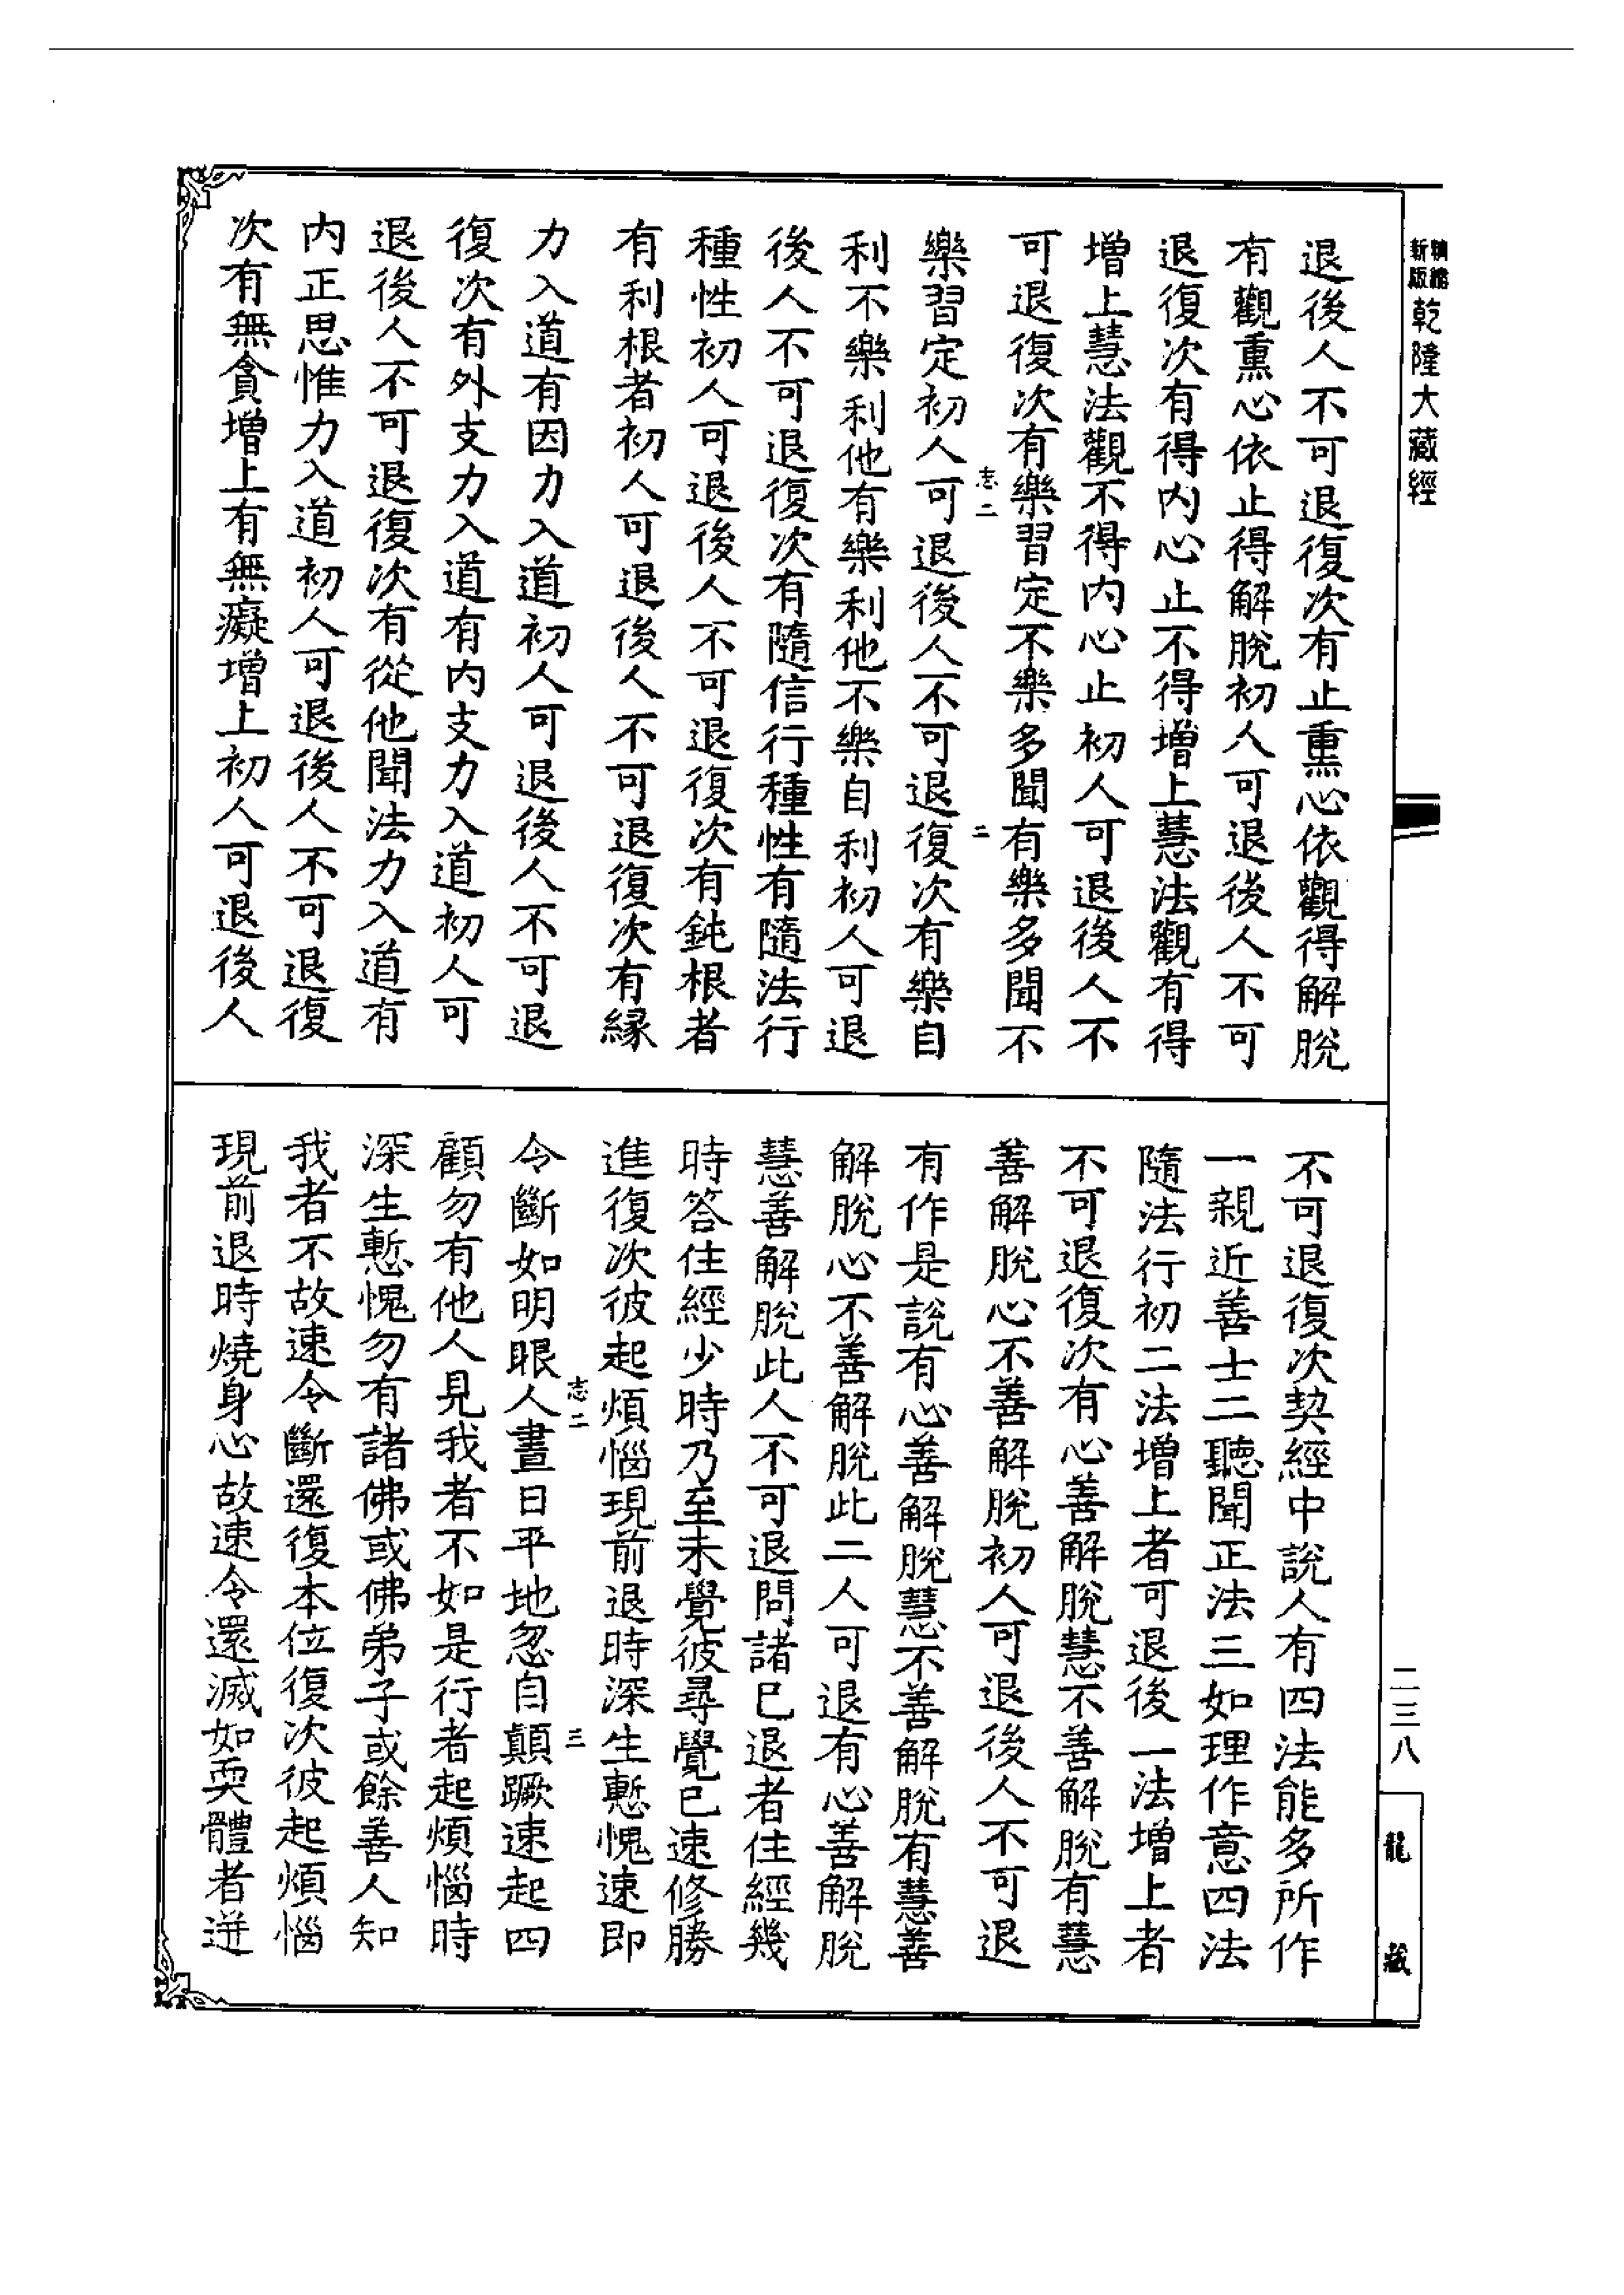 新版
精縮
乾隆大藏經
退後人不可退復次有止熏心依觀得解脫
有觀熏心依止得解脫初人可退後人不可
退復次有得內心止不得增上慧法觀有得
增上慧法觀不得內心止初人可退後人不
可退復次有樂習定不樂多聞有樂多聞不
志二
二
樂習定初人可退後人不可退復次有樂自
利不樂利他有樂利他不樂自利初人可退
後人不可退復次有隨信行種性有隨法行
種性初人可退後人不可退復次有鈍根者
有利根者初人可退後人不可退復次有緣
力入道有因力入道初人可退後人不可退
復次有外支力入道有內支力入道初人可
退後人不可退復次有從他聞法力入道有
內正思惟力入道初人可退後人不可退復
次有無貪增上有無癡增上初人可退後人
不可退復次契經中說人有四法能多所作
一親近善士二聽聞正法三如理作意四法
隨法行初二法增上者可退後一法增上者
不可退復次有心善解脫慧不善解脫有慧
善解脫心不善解脫初人可退後人不可退
有作是說有心善解脫慧不善解脫有慧善
解脫心不善解脫此二人可退有心善解脫
慧善解脫此人不可退問諸已退者住經幾
時答住經少時乃至未覺彼尋覺已速修勝
進復次彼起煩惱現前退時深生慙愧速即
志二
三
令斷如明眼人晝日平地忽自顛蹶速起四
顧勿有他人見我者不如是行者起煩惱時
深生慙愧勿有諸佛或佛弟子或餘善人知
我者不故速令斷還復本位復次彼起煩惱
現前退時燒身心故速令還滅如耎體者迸
二三八
龍藏